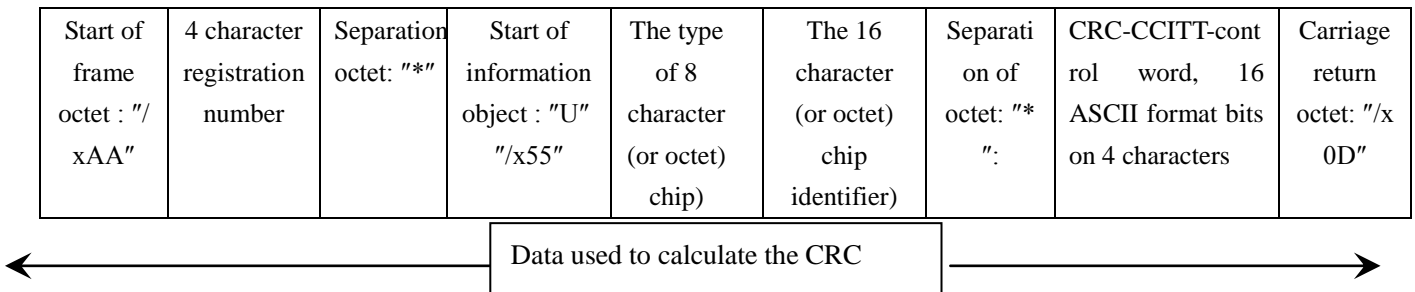 Start of
frame
octet : "/
xAA"
4 character
registration
number
Separation
octet: "*"
Start of
information
object : "U"
"/x55"
The type
of 8
character
(or octet)
chip)
The 16
character
(or octet)
chip
identifier)
Separati
on of
octet: "*
":
CRC-CCITT-cont
rol word, 16
ASCII format bits
on 4 characters
Carriage
return
octet: "/x
0D"
Data used to calculate the CRC